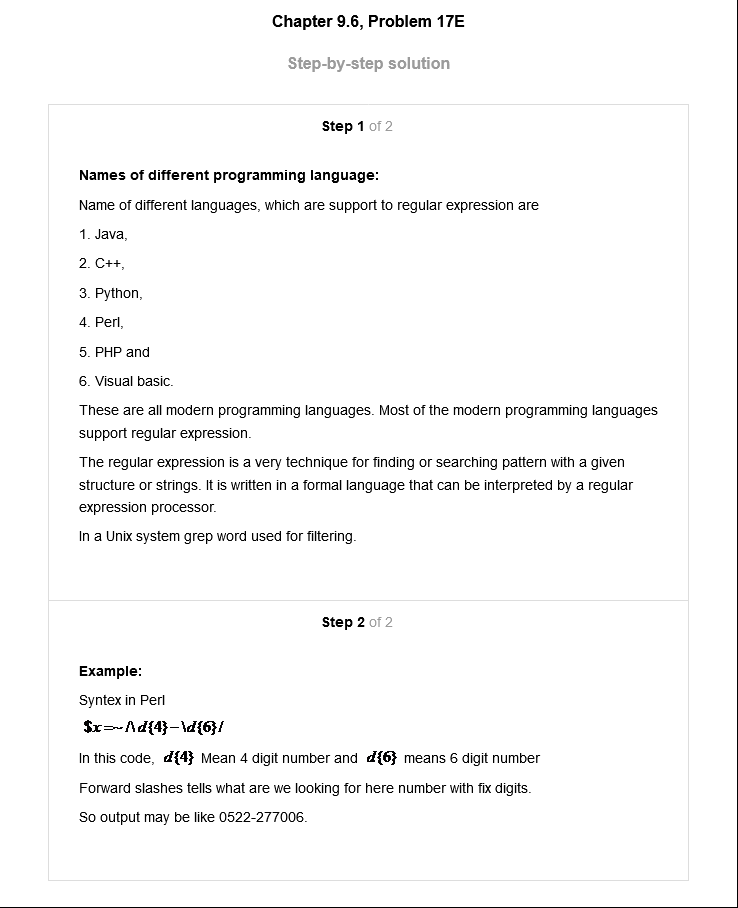 Chapter 9.6, Problem 17E
Step-by-step solution
Step 1 of 2
Names of different programming language:
Name of different languages, which are support to regular expression are
1. Java,
2. C++,
3. Python,
4. Perl,
5. PHP and
6. Visual basic.
These are all modern programming languages. Most of the modern programming languages
support regular expression.
The regular expression is a very technique for finding or searching pattern with a given
structure or strings. It is written in a formal language that can be interpreted by a regular
expression processor.
In a Unix system grep word used for filtering.
Step 2 of 2
Example:
Syntex in Perl
$x=~/\d{4}-\d{6}/
In this code, d{4} Mean 4 digit number and d{6} means 6 digit number
Forward slashes tells what are we looking for here number with fix digits.
So output may be like 0522-277006.